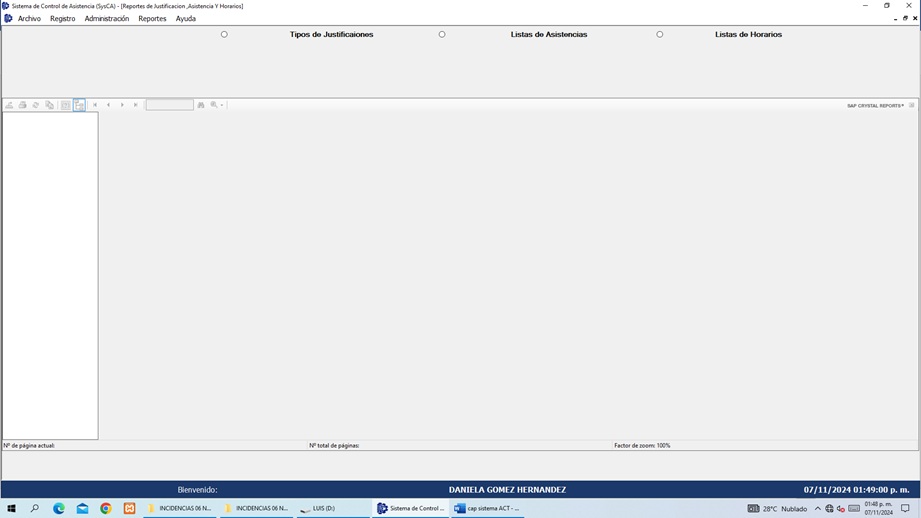 Sistema de Control de Asistencia (SysCA) - [Reportes de Justificacion ,Asistencia Y Horarios]
Archivo Registro Administración Reportes Ayuda
Tipos de Justificaiones Listas de Asistencias Listas de Horarios
SAP CRYSTAL REPORTS®
Nº de página actual: Nº total de páginas: Factor de zoom: 100%
Bienvenido: DANIELA GOMEZ HERNANDEZ 07/11/2024 01:49:00 p. m.
INCIDENCIAS 06 N... INCIDENCIAS 06 N... LUIS (D:) Sistema de Control ... cap sistema ACT - ... 28°C Nublado 01:48 p. m.
07/11/2024